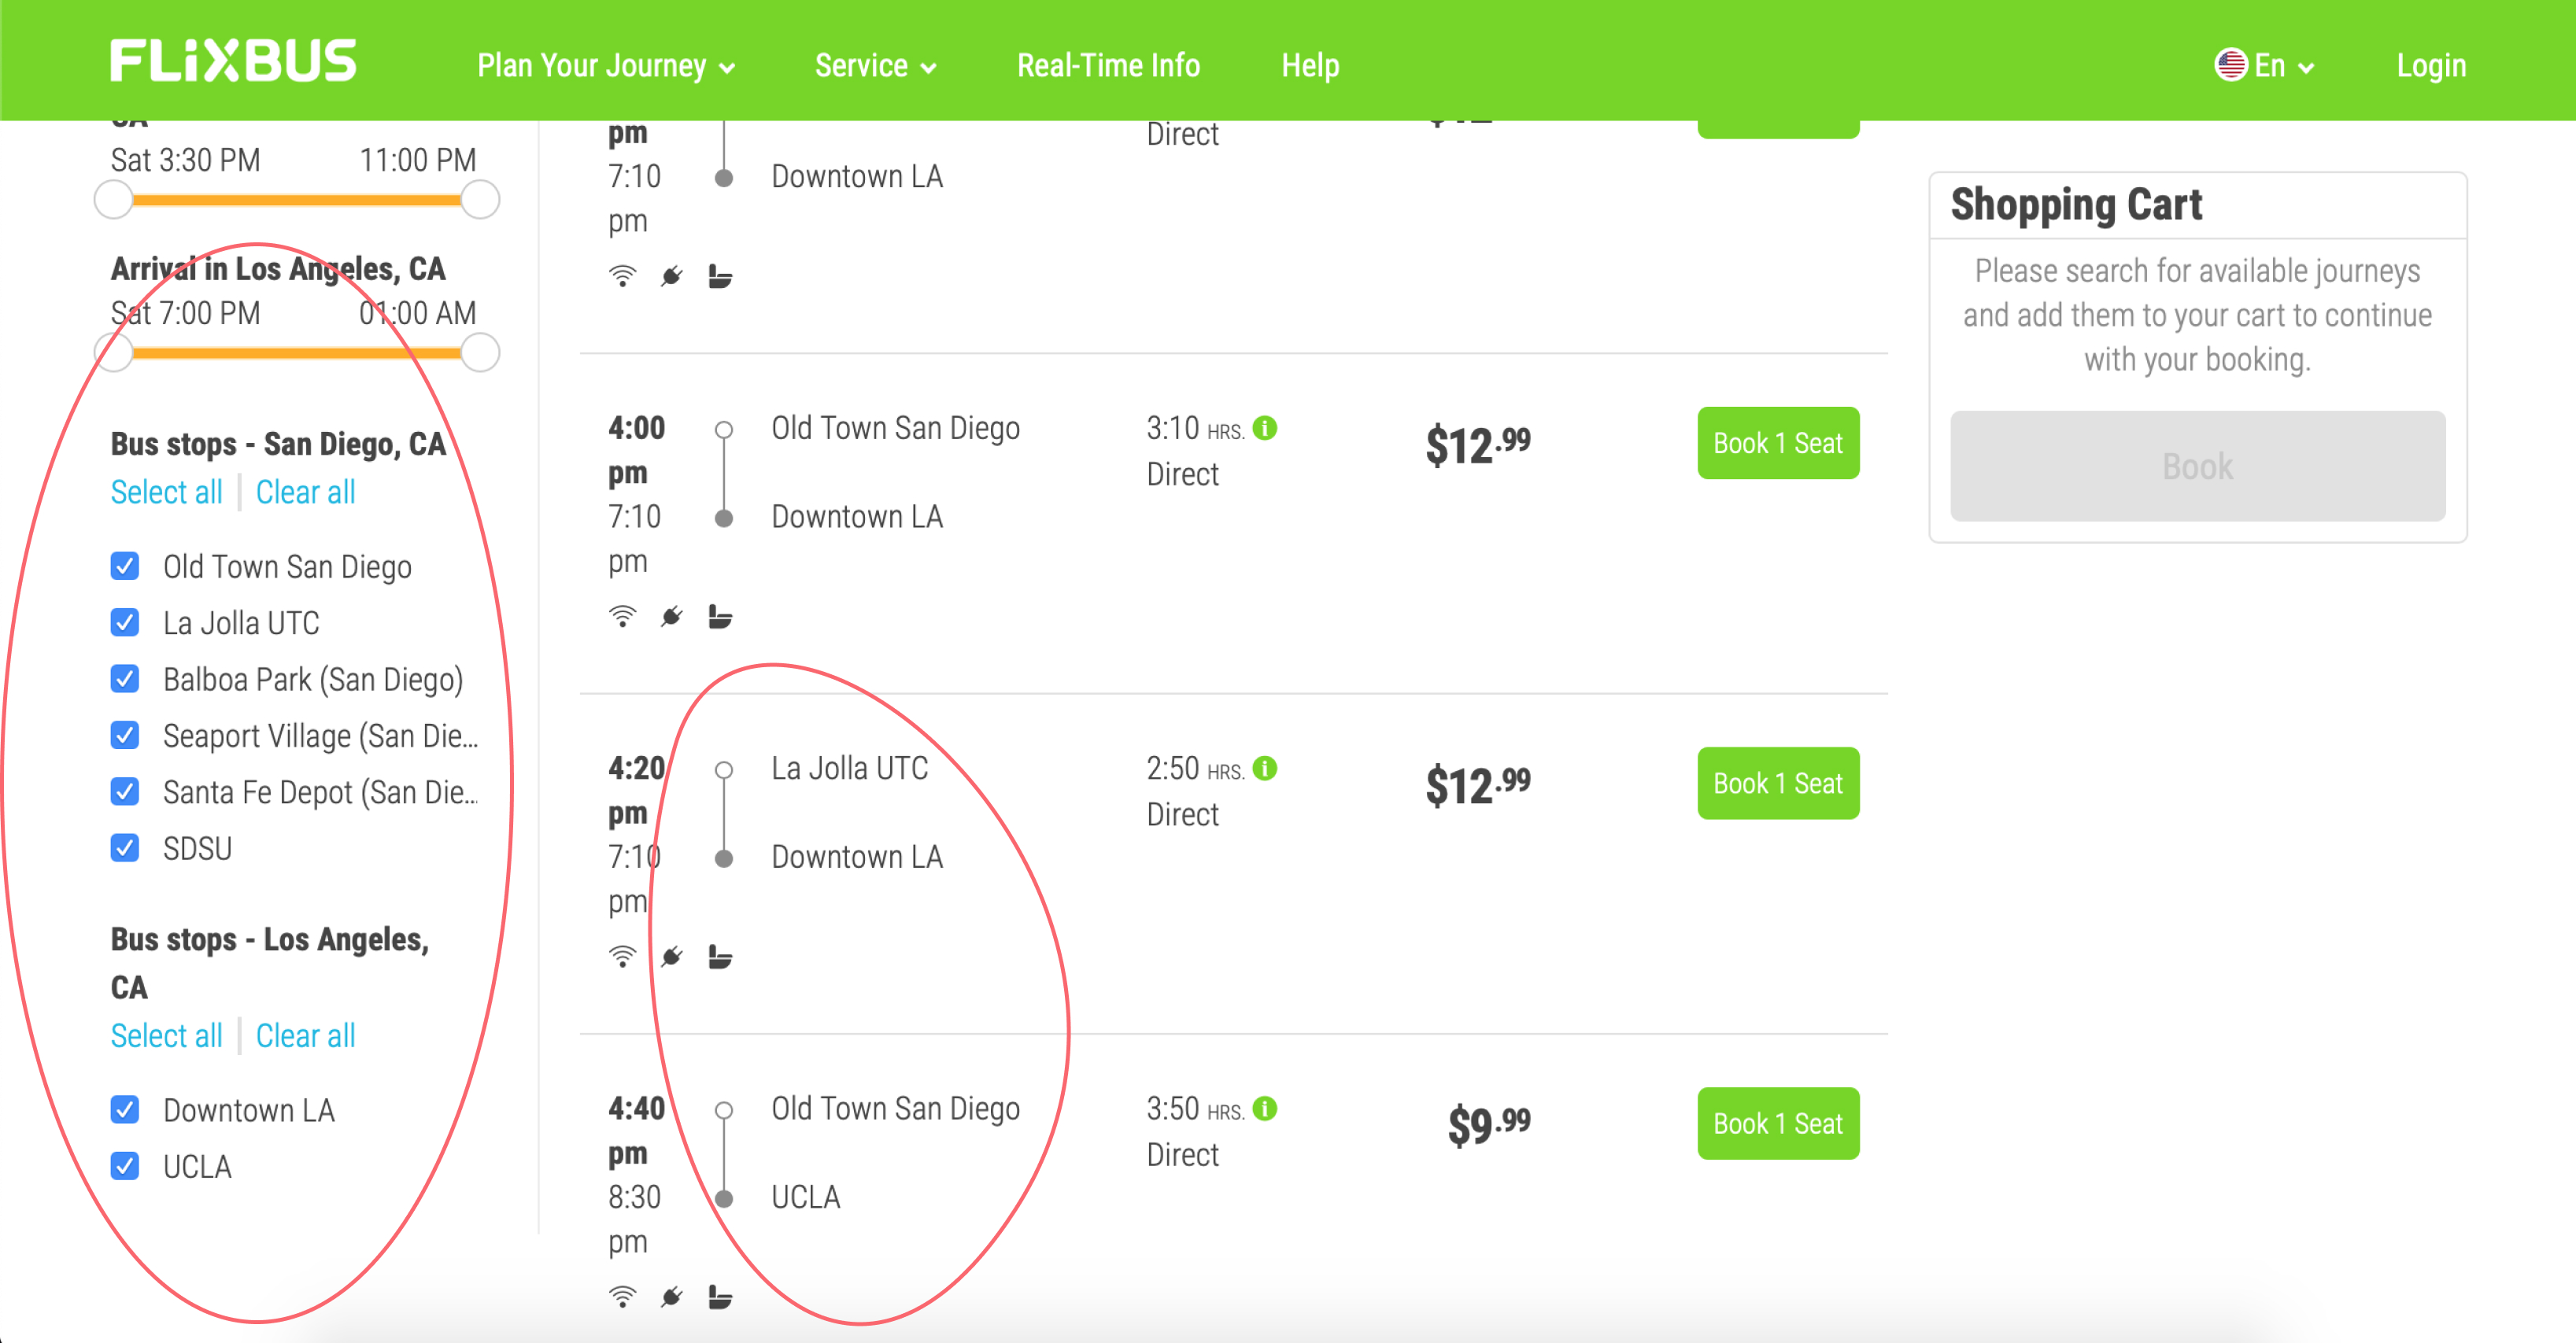 FLiXBUS
Plan Your Journey
Service
Real-Time Info
Help
En
Login
CA
Sat 3:30 PM 11:00 PM
Arrival in Los Angeles, CA
Sat 7:00 PM 01:00 AM
Bus stops - San Diego, CA
Select all Clear all
Old Town San Diego
La Jolla UTC
Balboa Park (San Diego)
Seaport Village (San Die...
Santa Fe Depot (San Die...
SDSU
Bus stops - Los Angeles,
CA
Select all Clear all
Downtown LA
UCLA
pm
Direct
7:10 Downtown LA
pm
4:00 Old Town San Diego 3:10 HRS. i $12.99 Book 1 Seat
pm Direct
7:10 Downtown LA
pm
4:20 La Jolla UTC 2:50 HRS. i $12.99 Book 1 Seat
pm Direct
7:10 Downtown LA
pm
4:40 Old Town San Diego 3:50 HRS. i $9.99 Book 1 Seat
pm Direct
8:30 UCLA
pm
Shopping Cart
Please search for available journeys
and add them to your cart to continue
with your booking.
Book